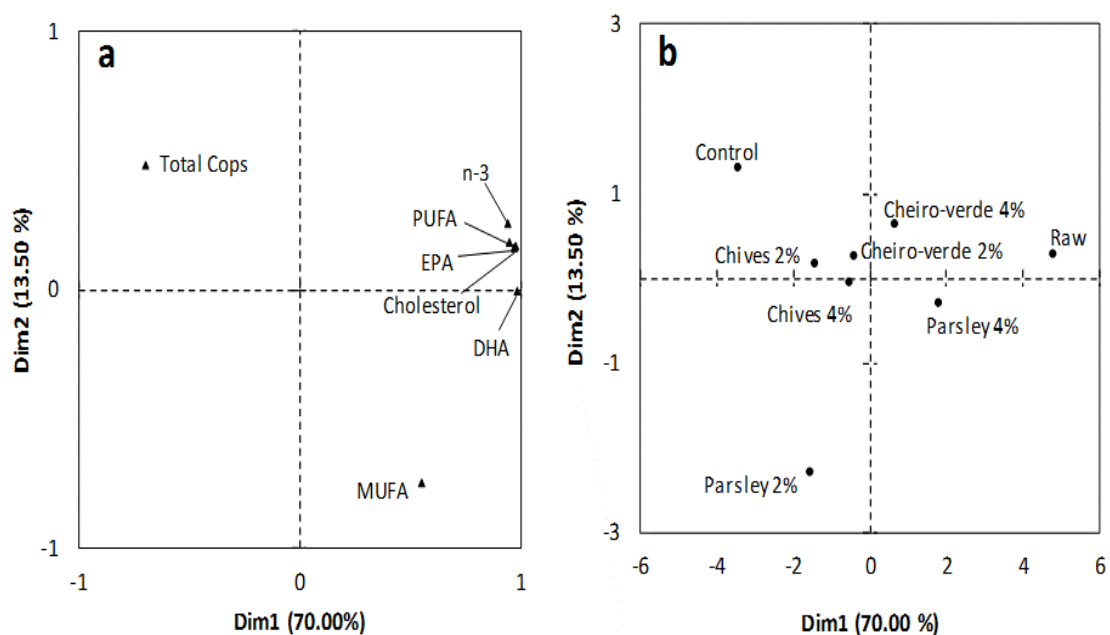 a
1
0
-1
-1
0
1
Dim2 (13.50 %)
Dim1 (70.00%)
Total Cops
n-3
PUFA
EPA
Cholesterol
DHA
MUFA
b
3
1
-1
-3
-6
-4
-2
0
2
4
6
Dim2 (13.50 %)
Dim1 (70.00 %)
Control
Cheiro-verde 4%
Raw
Chives 2%
Cheiro-verde 2%
Chives 4%
Parsley 4%
Parsley 2%